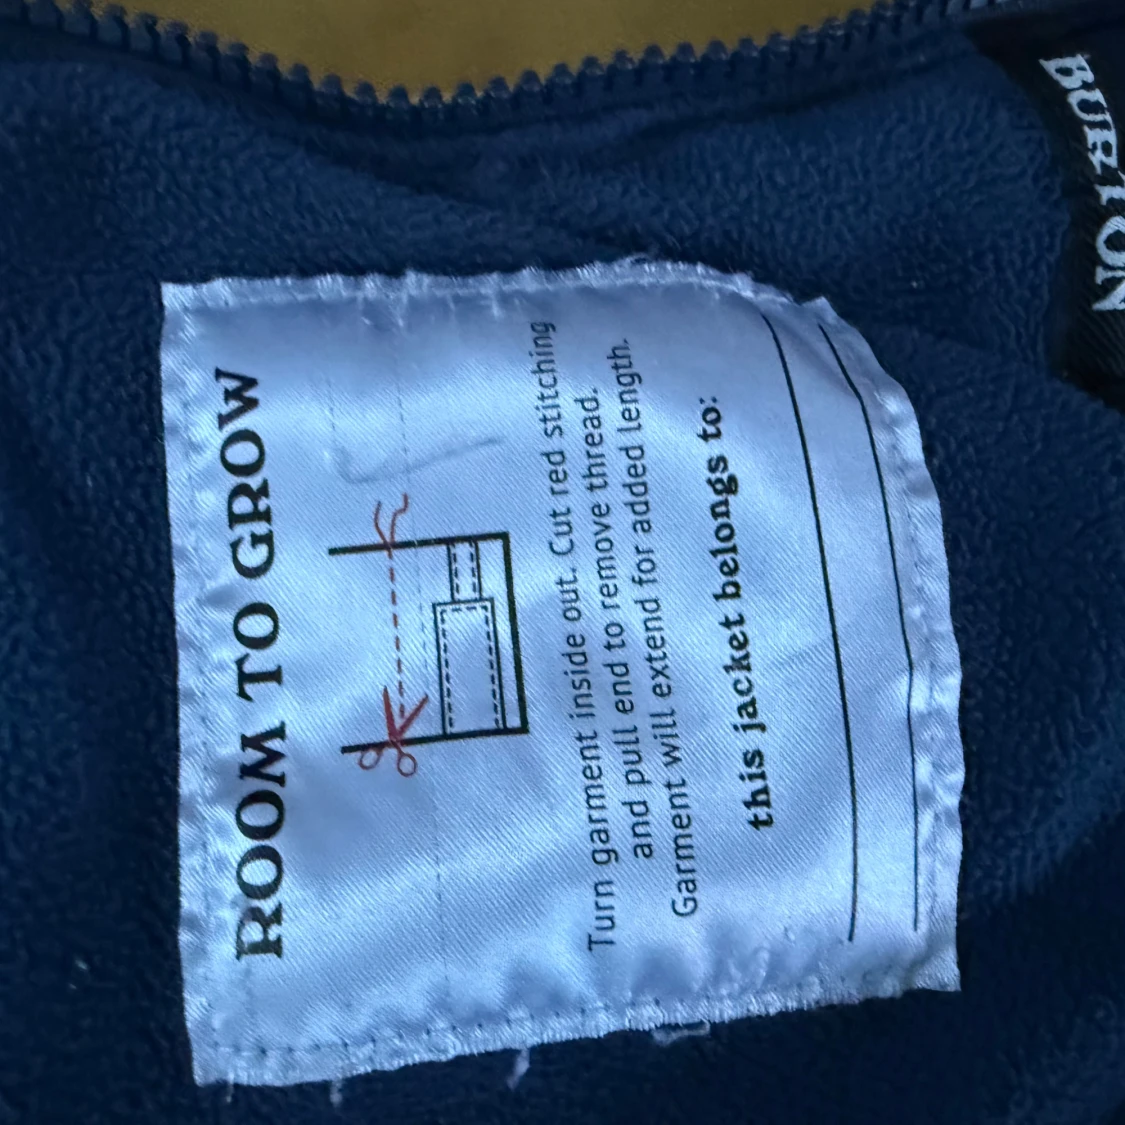 ROOM TO GROW
Turn garment inside out. Cut red stitching
and pull end to remove thread.
Garment will extend for added length.
this jacket belongs to:
BURTON